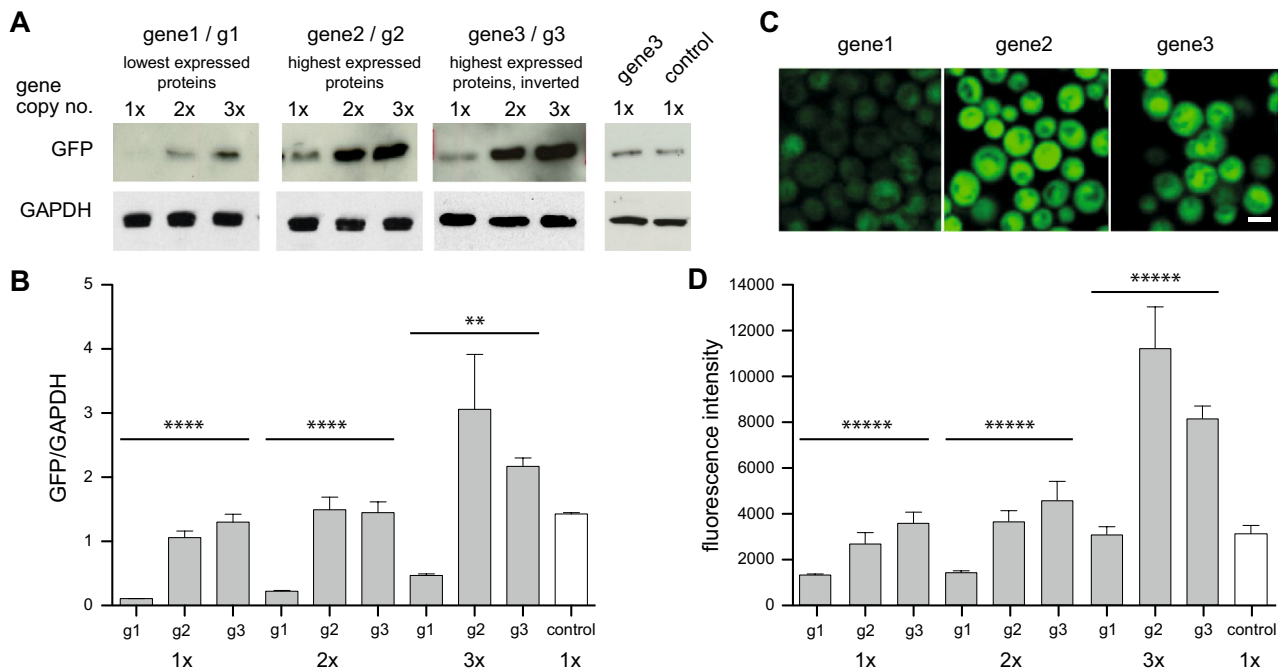 A
gene1 / g1
gene2 / g2
gene3 / g3
lowest expressed
proteins
highest expressed
proteins
highest expressed
proteins, inverted
gene3
control
gene
copy no.
1x 2x 3x
1x 2x 3x
1x 2x 3x
1x 1x
GFP
GAPDH
C
gene1
gene2
gene3
B
GFP/GAPDH
5
4
3
2
1
0
****
****
**
g1 g2 g3 g1 g2 g3 g1 g2 g3 control
1x 2x 3x 1x
D
fluorescence intensity
14000
12000
10000
8000
6000
4000
2000
0
*****
*****
*****
g1 g2 g3 g1 g2 g3 g1 g2 g3 control
1x 2x 3x 1x